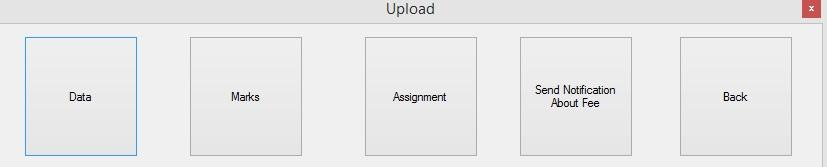 Upload
x
Data
Marks
Assignment
Send Notification
About Fee
Back